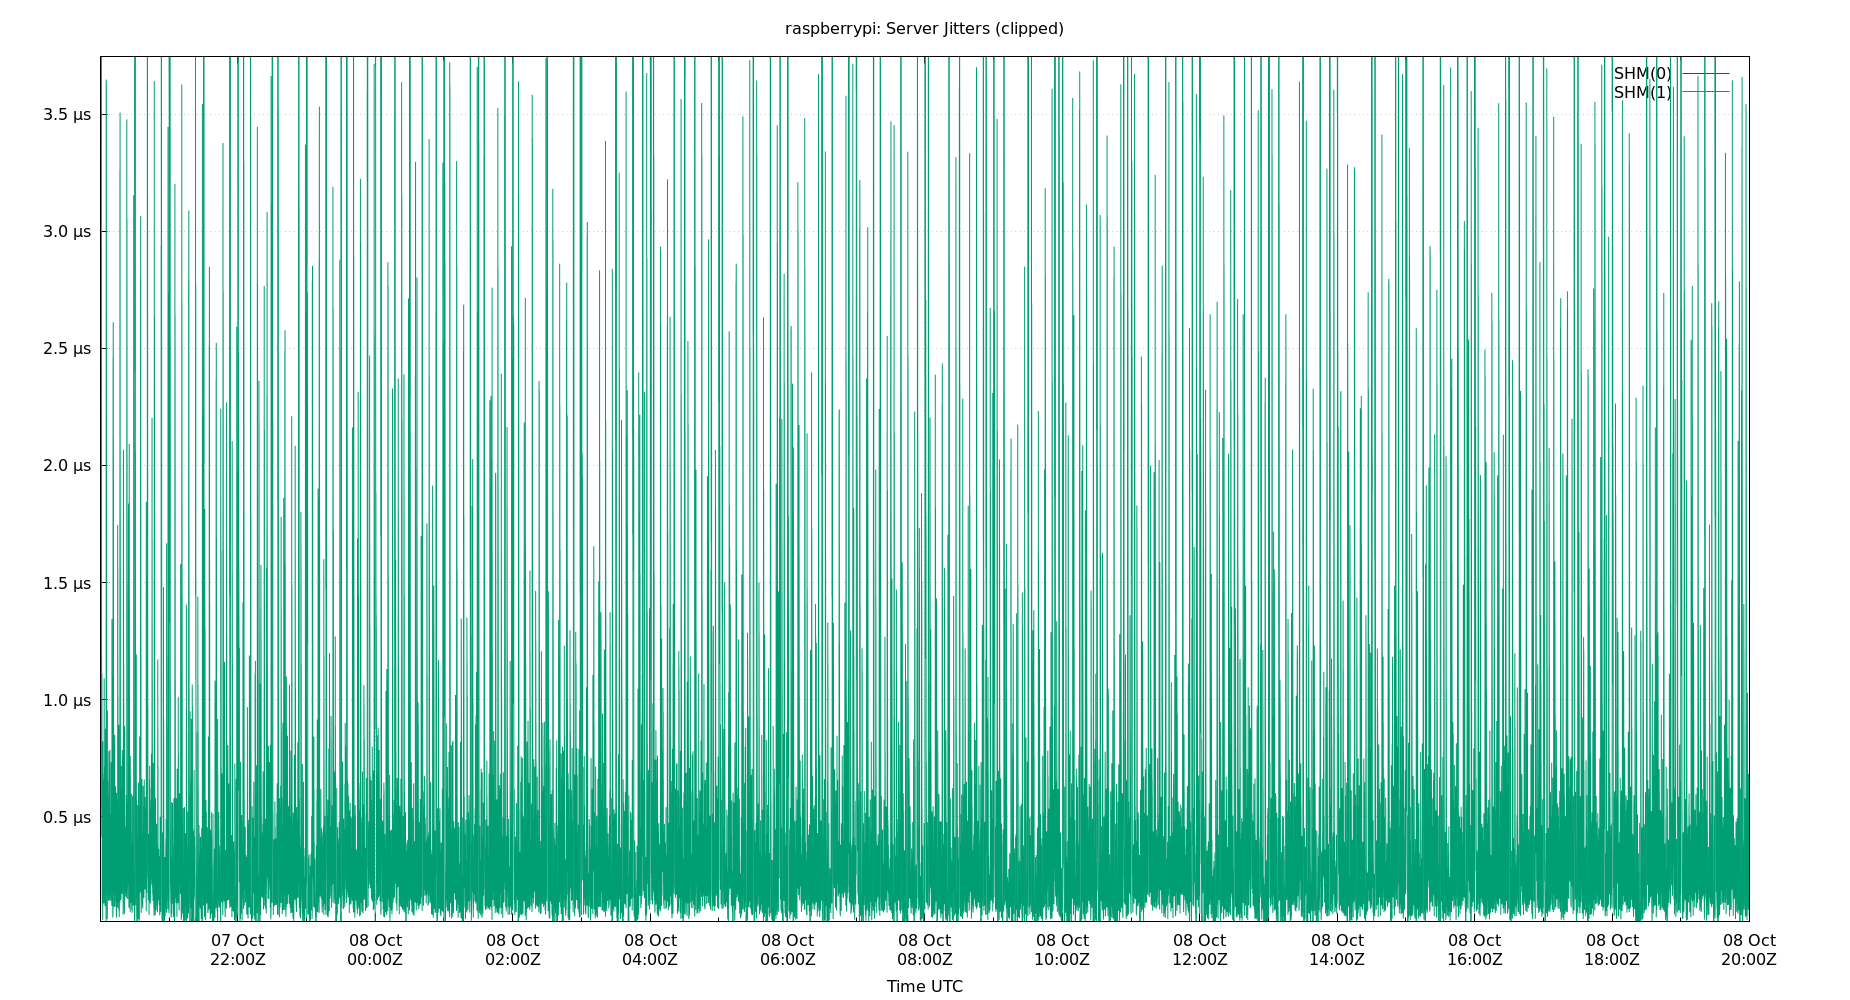 raspberrypi: Server Jitters (clipped)
SHM(0)
SHM(1)
3.5 µs
3.0 µs
2.5 µs
2.0 µs
1.5 µs
1.0 µs
0.5 µs
07 Oct 08 Oct 08 Oct 08 Oct 08 Oct 08 Oct 08 Oct 08 Oct 08 Oct 08 Oct 08 Oct 08 Oct
22:00Z 00:00Z 02:00Z 04:00Z 06:00Z 08:00Z 10:00Z 12:00Z 14:00Z 16:00Z 18:00Z 20:00Z
Time UTC